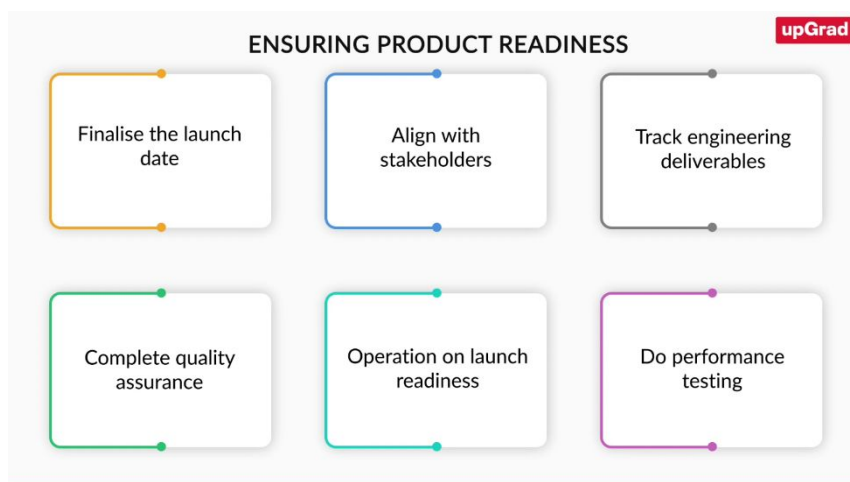 upGrad
ENSURING PRODUCT READINESS
Finalise the launch
date
Align with
stakeholders
Track engineering
deliverables
Complete quality
assurance
Operation on launch
readiness
Do performance
testing